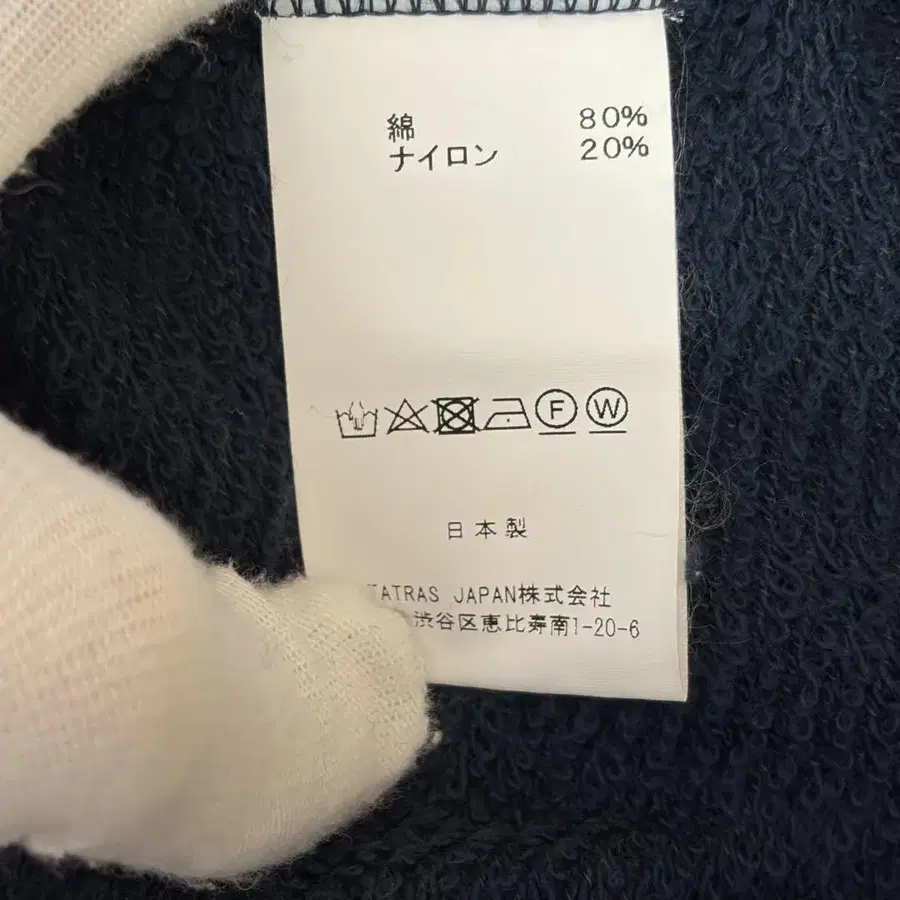 綿 80%
ナイロン 20%
F W
日本製
TATRAS JAPAN株式会社
渋谷区恵比寿南1-20-6